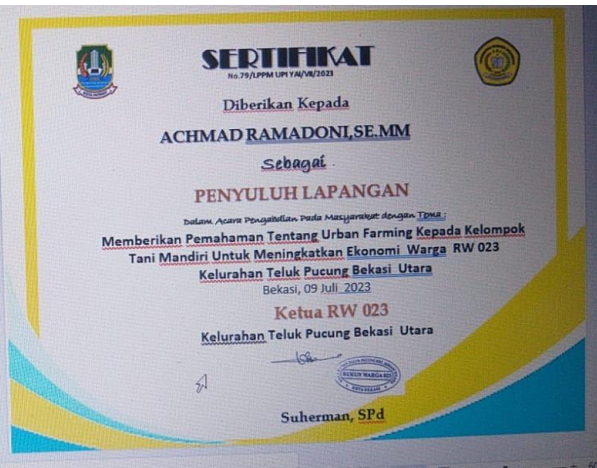 SERTIFIKAT
No.79/LPPM UPI YAI/VII/2023
Diberikan Kepada
ACHMAD RAMADONI,SE.MM
Sebagai
PENYULUH LAPANGAN
Dalam Acara Pengabdian Pada Masyarakat dengan Tema :
Memberikan Pemahaman Tentang Urban Farming Kepada Kelompok
Tani Mandiri Untuk Meningkatkan Ekonomi Warga RW 023
Kelurahan Teluk Pucung Bekasi Utara
Bekasi, 09 Juli 2023
Ketua RW 023
Kelurahan Teluk Pucung Bekasi Utara
RUKUN WARGA 023
Suherman, SPd